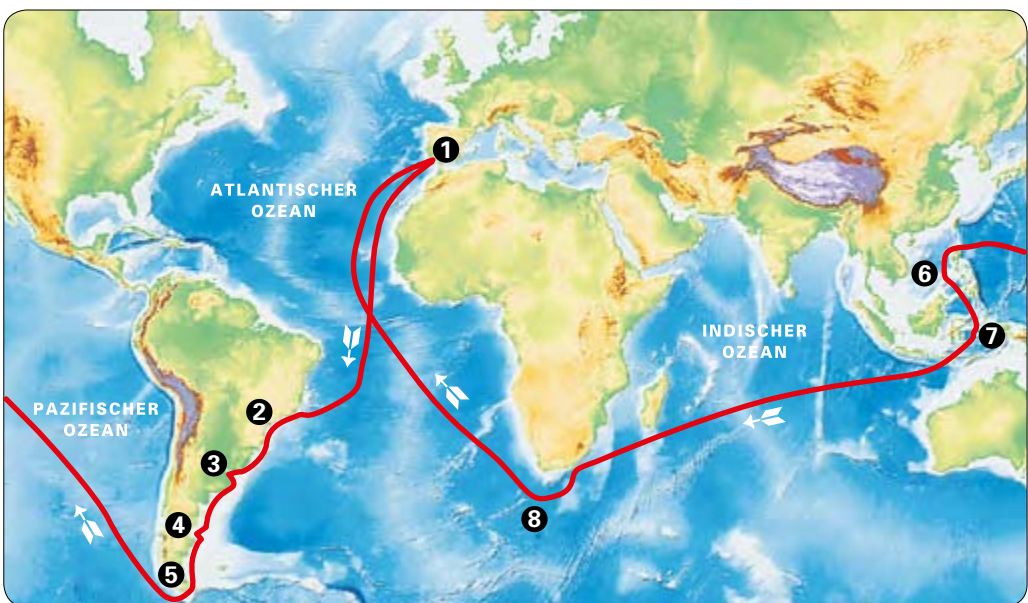 1
ATLANTISCHER
OZEAN
6
INDISCHER
OZEAN
7
PAZIFISCHER
OZEAN
2
3
4
8
5